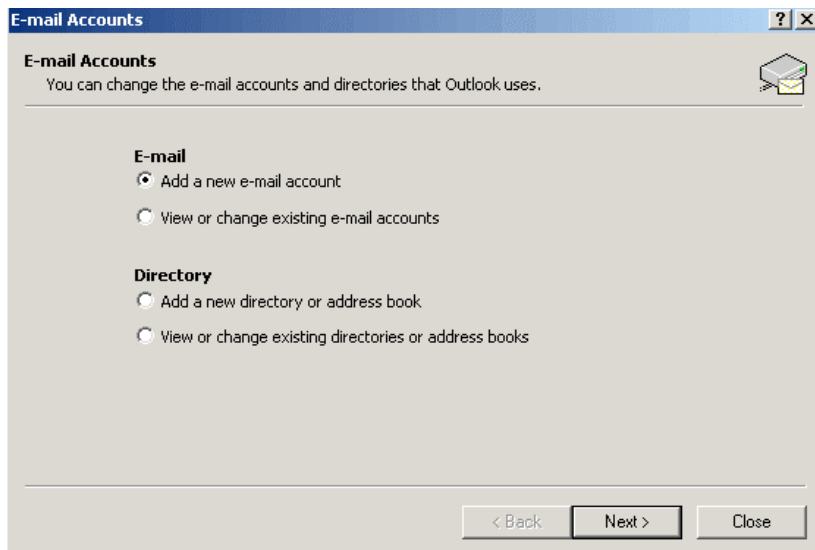 E-mail Accounts
E-mail Accounts
You can change the e-mail accounts and directories that Outlook uses.
E-mail
Add a new e-mail account
View or change existing e-mail accounts
Directory
Add a new directory or address book
View or change existing directories or address books
< Back Next > Close